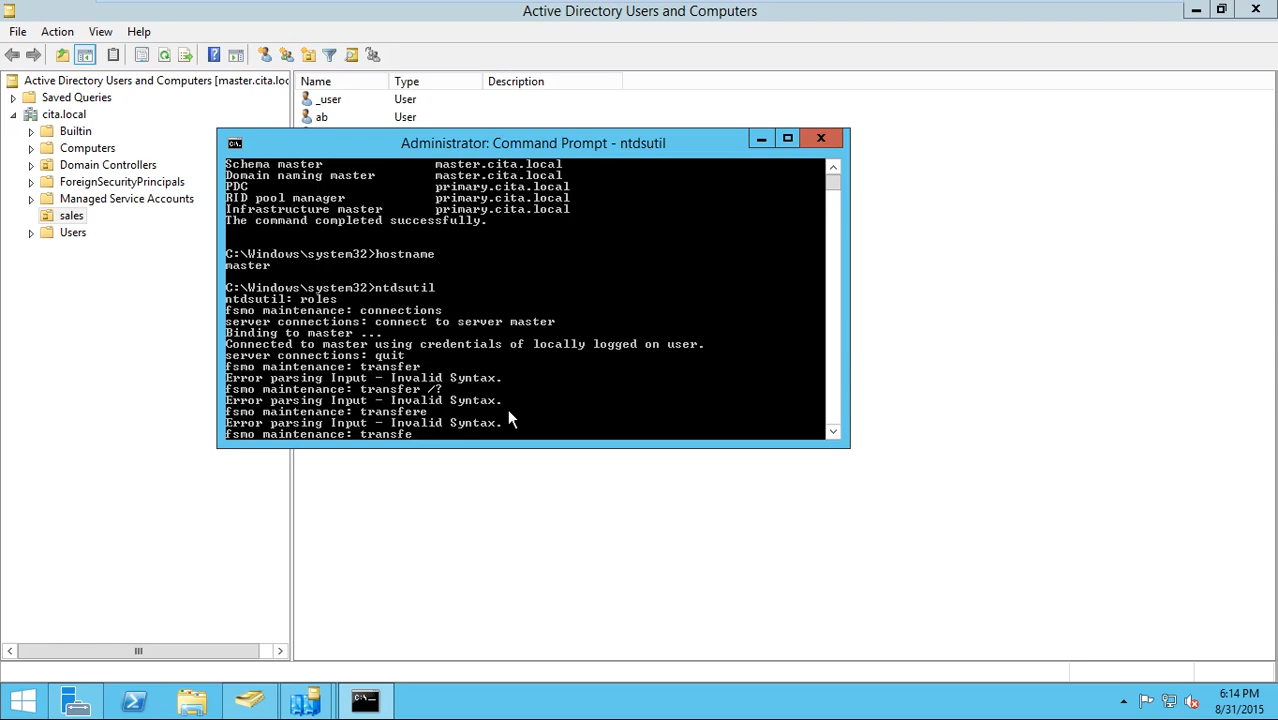 Active Directory Users and Computers
File Action View Help
Active Directory Users and Computers [master.cita.loc
Saved Queries
cita.local
Builtin
Computers
Domain Controllers
ForeignSecurityPrincipals
Managed Service Accounts
sales
Users
Name Type Description
_user User
ab User
Administrator: Command Prompt - ntdsutil
Schema master master.cita.local
Domain naming master master.cita.local
PDC primary.cita.local
RID pool manager primary.cita.local
Infrastructure master primary.cita.local
The command completed successfully.
C:\Windows\system32>hostname
master
C:\Windows\system32>ntdsutil
ntdsutil: roles
fsmo maintenance: connections
server connections: connect to server master
Binding to master ...
Connected to master using credentials of locally logged on user.
server connections: quit
fsmo maintenance: transfer
Error parsing Input - Invalid Syntax.
fsmo maintenance: transfer /?
Error parsing Input - Invalid Syntax.
fsmo maintenance: transfere
Error parsing Input - Invalid Syntax.
fsmo maintenance: transfe
6:14 PM
8/31/2015